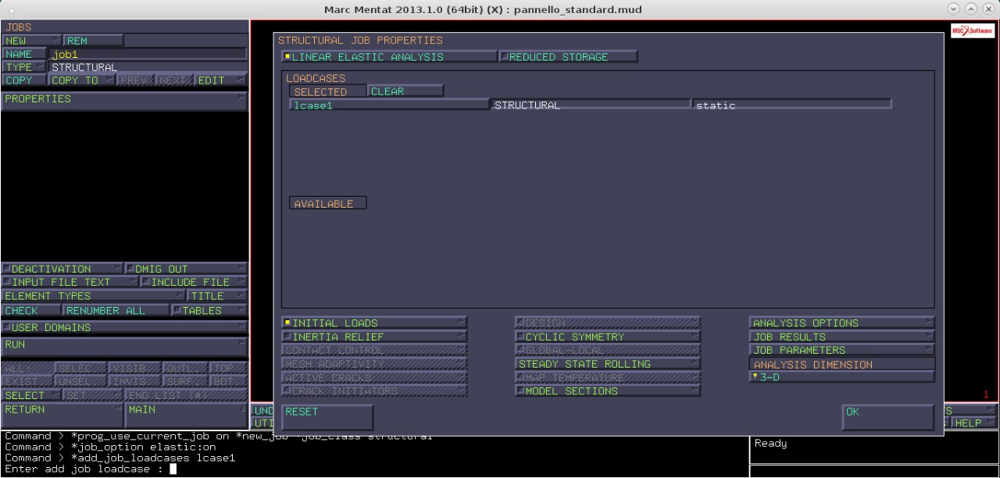 Marc Mentat 2013.1.0 (64bit) (X) : pannello_standard.mud
JOBS
NEW REM
NAME job1
TYPE STRUCTURAL
COPY COPY TO PREV NEXT EDIT
PROPERTIES
DEACTIVATION DMIG OUT
INPUT FILE TEXT INCLUDE FILE
ELEMENT TYPES TITLE
CHECK RENUMBER ALL TABLES
USER DOMAINS
RUN
ALL: SELEC. VISIB. OUTL. TOP
EXIST. UNSEL. INVIS. SURF. BOT.
SELECT SET END LIST (#)
RETURN MAIN
MSC Software
STRUCTURAL JOB PROPERTIES
LINEAR ELASTIC ANALYSIS REDUCED STORAGE
LOADCASES
SELECTED CLEAR
lcase1 STRUCTURAL static
AVAILABLE
INITIAL LOADS DESIGN ANALYSIS OPTIONS
INERTIA RELIEF CYCLIC SYMMETRY JOB RESULTS
CONTACT CONTROL GLOBAL-LOCAL JOB PARAMETERS
MESH ADAPTIVITY STEADY STATE ROLLING ANALYSIS DIMENSION
ACTIVE CRACKS MAP TEMPERATURE 3-D
CRACK INITIATORS MODEL SECTIONS
RESET OK
1
UND
UTI
S
HELP
Command > *prog_use_current_job on *new_job *job_class structural
Command > *job_option elastic:on
Command > *add_job_loadcases lcase1
Enter add job loadcase :
Ready